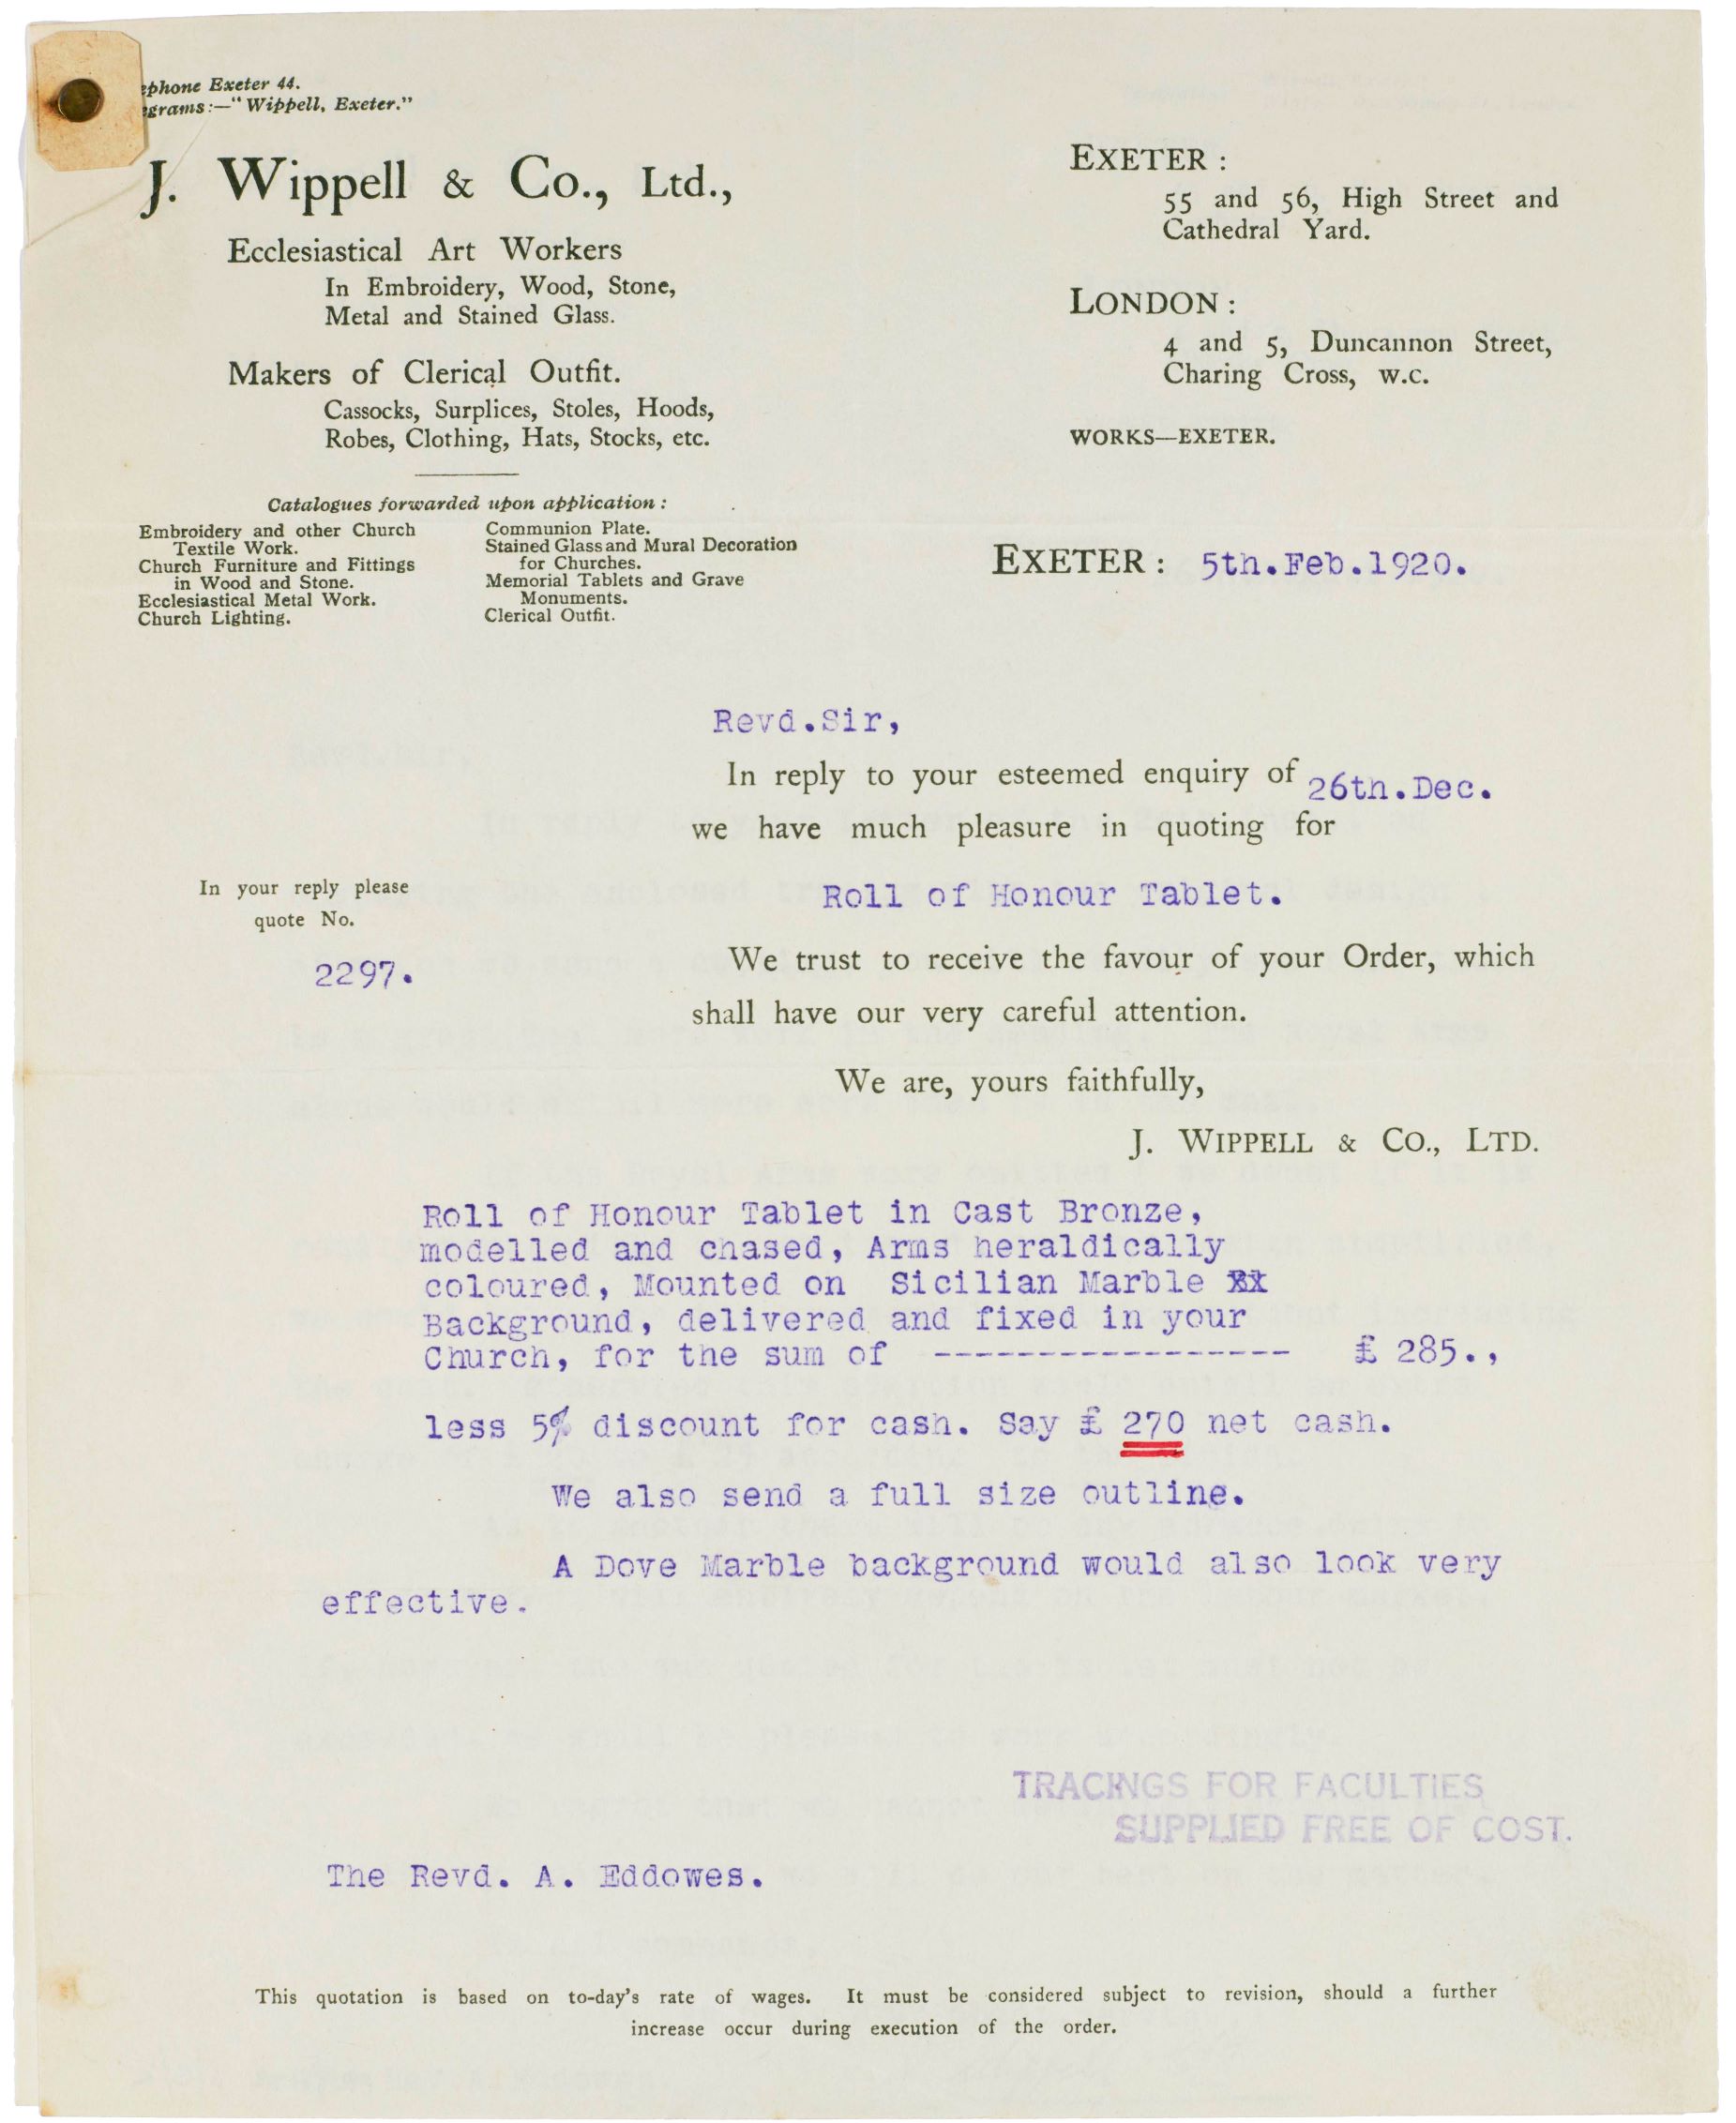 ephone Exeter 44.
egrams:—"Wippell, Exeter."
J. Wippell & Co., Ltd.,
Ecclesiastical Art Workers
In Embroidery, Wood, Stone,
Metal and Stained Glass.
Makers of Clerical Outfit.
Cassocks, Surplices, Stoles, Hoods,
Robes, Clothing, Hats, Stocks, etc.
EXETER:
55 and 56, High Street and
Cathedral Yard.
LONDON:
4 and 5, Duncannon Street,
Charing Cross, W.C.
WORKS—EXETER.
Catalogues forwarded upon application:
Embroidery and other Church
Textile Work.
Church Furniture and Fittings
in Wood and Stone.
Ecclesiastical Metal Work.
Church Lighting.
Communion Plate.
Stained Glass and Mural Decoration
for Churches.
Memorial Tablets and Grave
Monuments.
Clerical Outfit.
EXETER: 5th.Feb.1920.
Revd.Sir,
In reply to your esteemed enquiry of 26th.Dec.
we have much pleasure in quoting for
In your reply please
quote No.
2297.
Roll of Honour Tablet.
We trust to receive the favour of your Order, which
shall have our very careful attention.
We are, yours faithfully,
J. WIPPELL & CO., LTD.
Roll of Honour Tablet in Cast Bronze,
modelled and chased, Arms heraldically
coloured, Mounted on Sicilian Marble
Background, delivered and fixed in your
Church, for the sum of ----------------- £ 285.,
less 5% discount for cash. Say £ 270 net cash.
We also send a full size outline.
A Dove Marble background would also look very
effective.
TRACINGS FOR FACULTIES
SUPPLIED FREE OF COST.
The Revd. A. Eddowes.
This quotation is based on to-day's rate of wages. It must be considered subject to revision, should a further
increase occur during execution of the order.